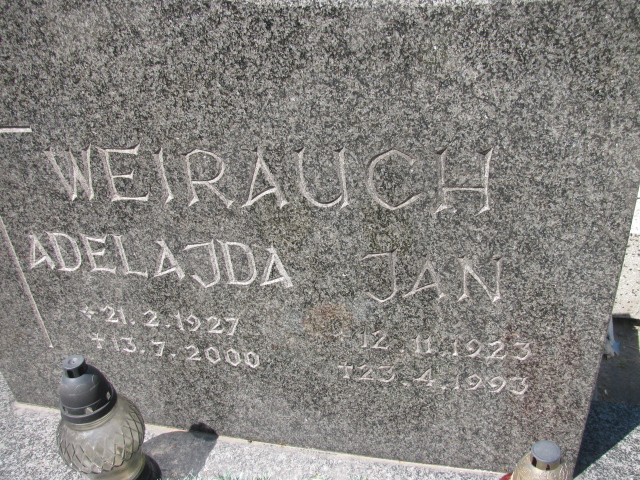 WEIRAUCH
ADELAJDA JAN
* 21.2.1927 * 12.11.1923
† 13.7.2000 † 23.4.1993